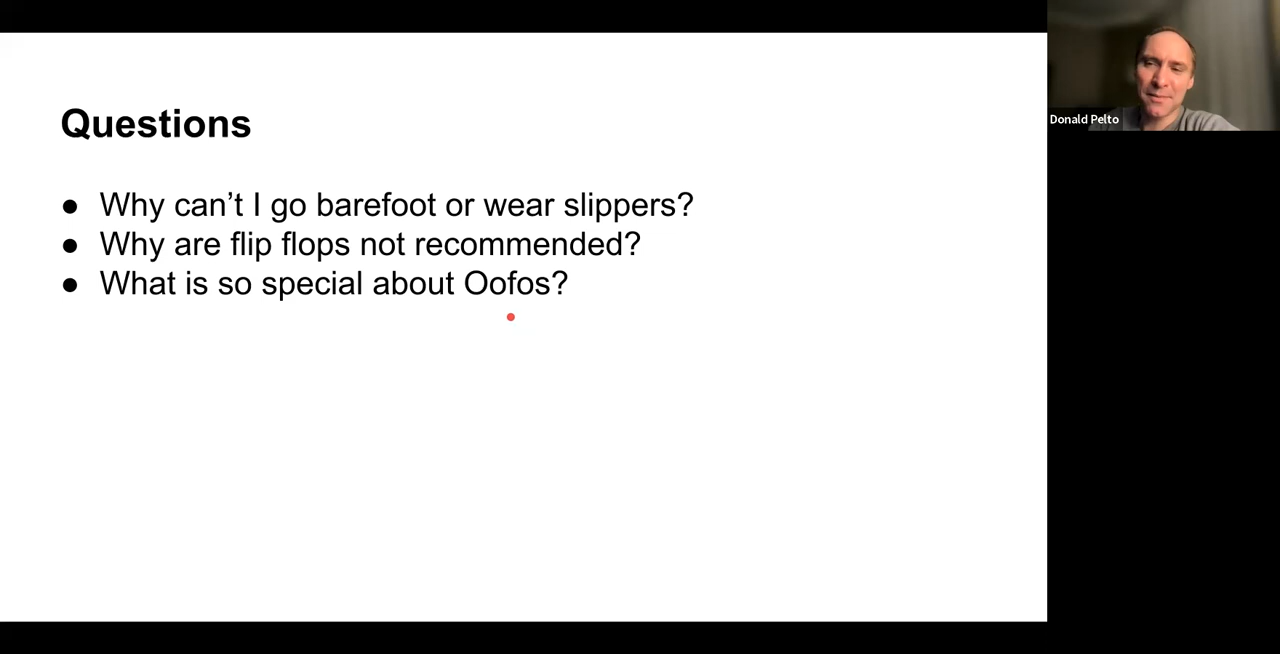 Questions
● Why can’t I go barefoot or wear slippers?
● Why are flip flops not recommended?
● What is so special about Oofos?
Donald Pelto